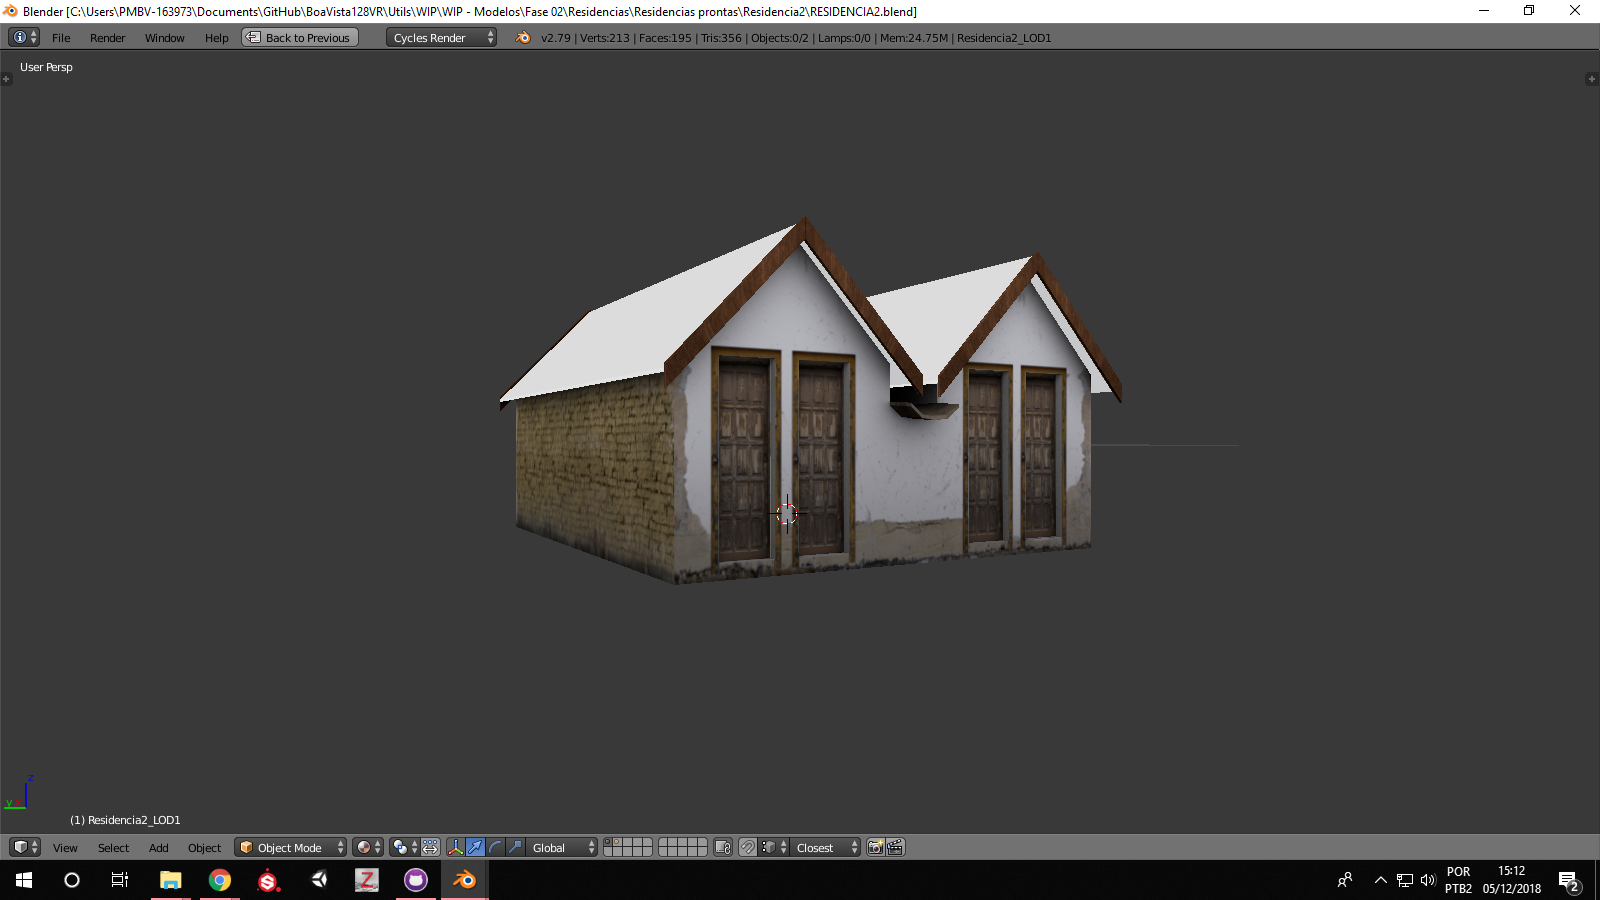 Blender [C:\Users\PMBV-163973\Documents\GitHub\BoaVista128VR\Utils\WIP\WIP - Modelos\Fase 02\Residencias\Residencias prontas\Residencia2\RESIDENCIA2.blend]
File Render Window Help Back to Previous Cycles Render v2.79 | Verts:213 | Faces:195 | Tris:356 | Objects:0/2 | Lamps:0/0 | Mem:24.75M | Residencia2_LOD1
User Persp
z
y
(1) Residencia2_LOD1
View Select Add Object Object Mode Global Closest
POR 15:12
PTB2 05/12/2018
2